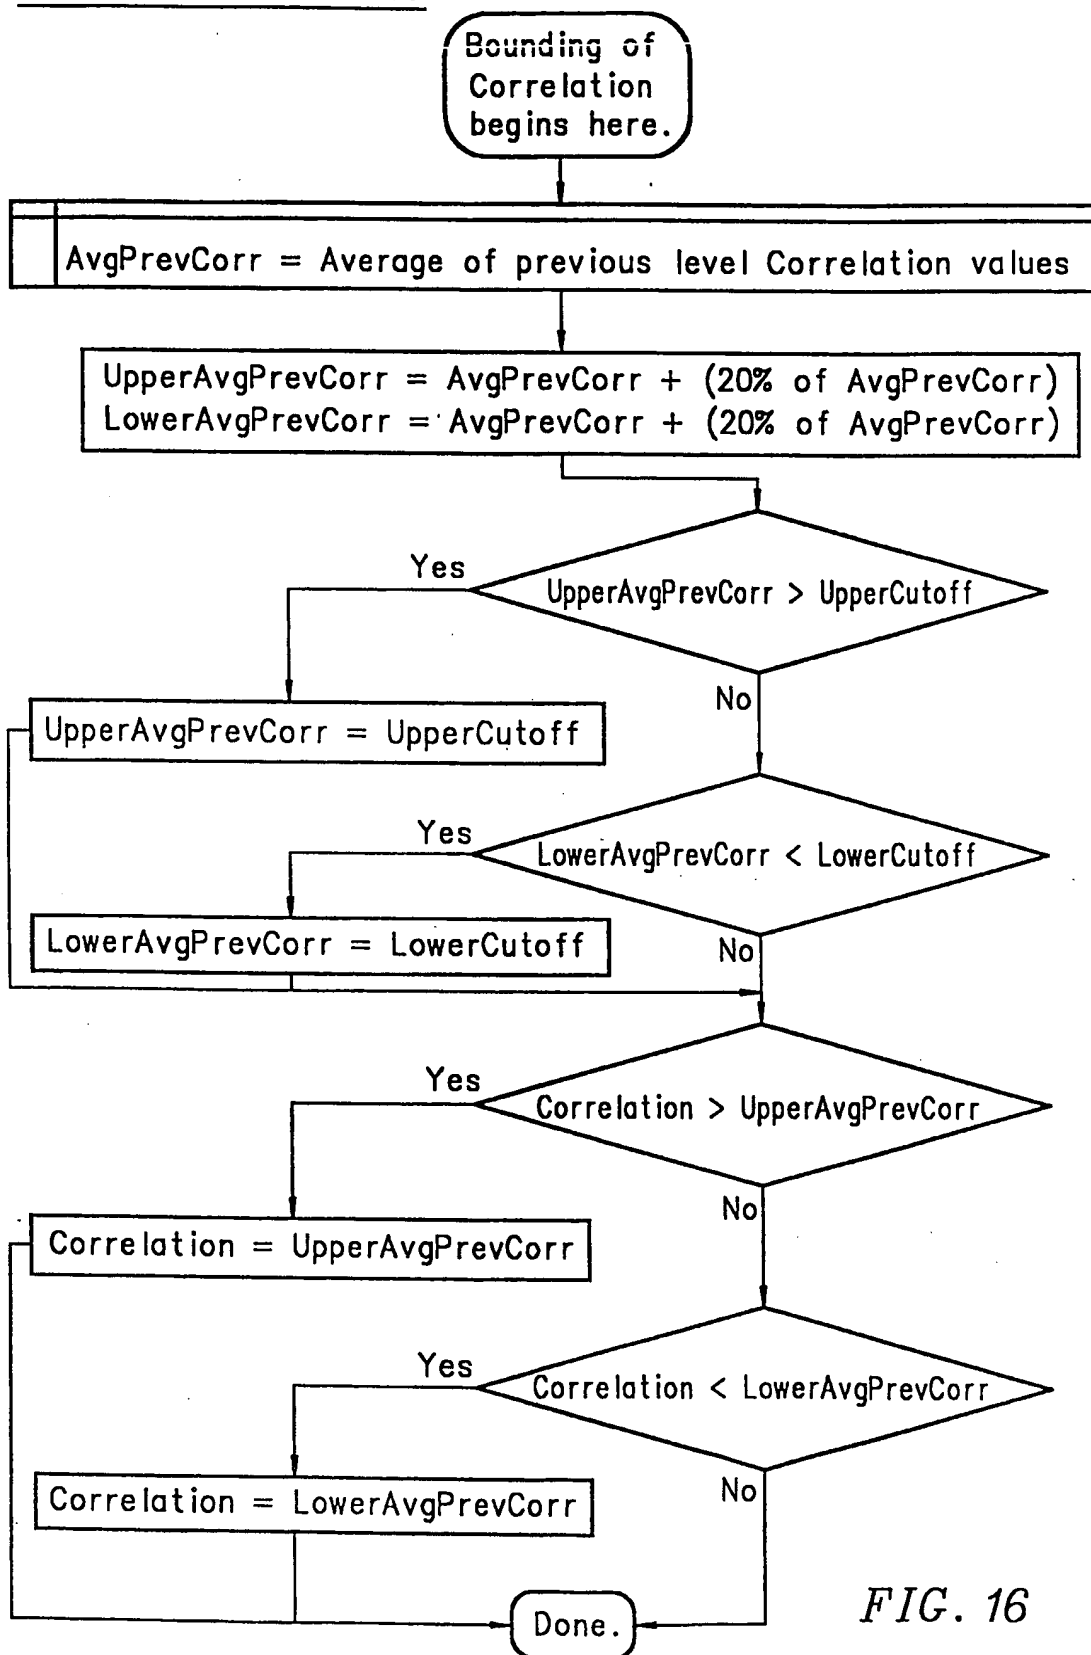 Bounding of
Correlation
begins here.
AvgPrevCorr = Average of previous level Correlation values
UpperAvgPrevCorr = AvgPrevCorr + (20% of AvgPrevCorr)
LowerAvgPrevCorr = AvgPrevCorr + (20% of AvgPrevCorr)
Yes
UpperAvgPrevCorr > UpperCutoff
No
UpperAvgPrevCorr = UpperCutoff
Yes
LowerAvgPrevCorr < LowerCutoff
LowerAvgPrevCorr = LowerCutoff
No
Yes
Correlation > UpperAvgPrevCorr
No
Correlation = UpperAvgPrevCorr
Yes
Correlation < LowerAvgPrevCorr
No
Correlation = LowerAvgPrevCorr
Done.
FIG. 16